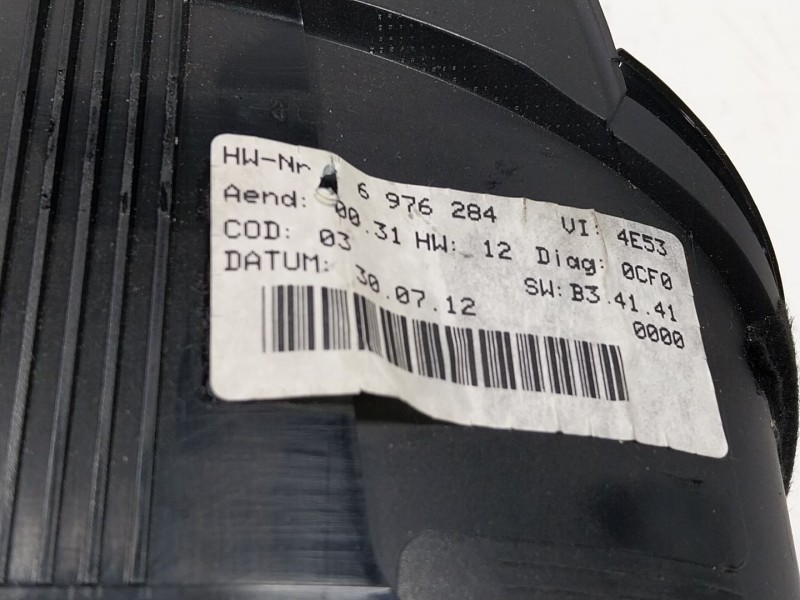 HW-Nr 6 976 284 VI: 4E53
Aend: 00.31 HW: 12 Diag: 0CF0
COD: 03 SW: B3.41.41
DATUM: 30.07.12 0000